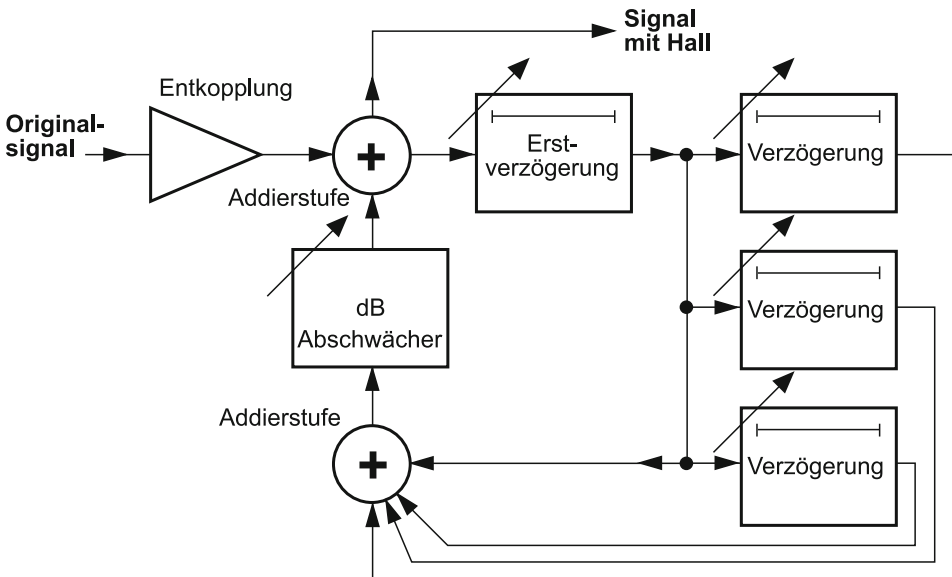 Signal
mit Hall
Entkopplung
Original-
signal
+
Erst-
verzögerung
Verzögerung
Addierstufe
dB
Abschwächer
Verzögerung
Addierstufe
+
Verzögerung